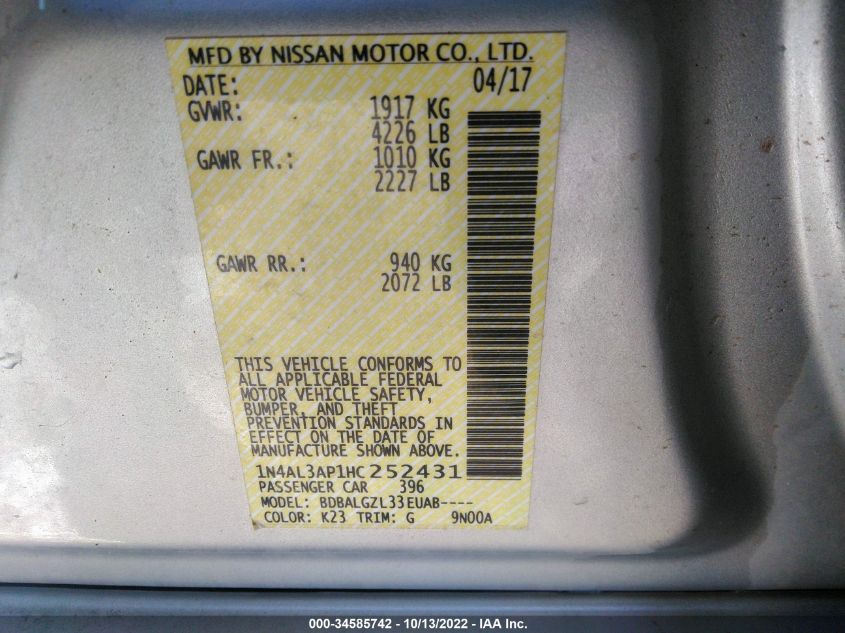 MFD BY NISSAN MOTOR CO., LTD.
DATE: 04/17
GVWR: 1917 KG
4226 LB
GAWR FR.: 1010 KG
2227 LB
GAWR RR.: 940 KG
2072 LB
THIS VEHICLE CONFORMS TO
ALL APPLICABLE FEDERAL
MOTOR VEHICLE SAFETY,
BUMPER, AND THEFT
PREVENTION STANDARDS IN
EFFECT ON THE DATE OF
MANUFACTURE SHOWN ABOVE.
1N4AL3AP1HC252431
PASSENGER CAR 396
MODEL: BDBALGZL33EUAB----
COLOR: K23 TRIM: G 9N00A
000-34585742 - 10/13/2022 - IAA Inc.